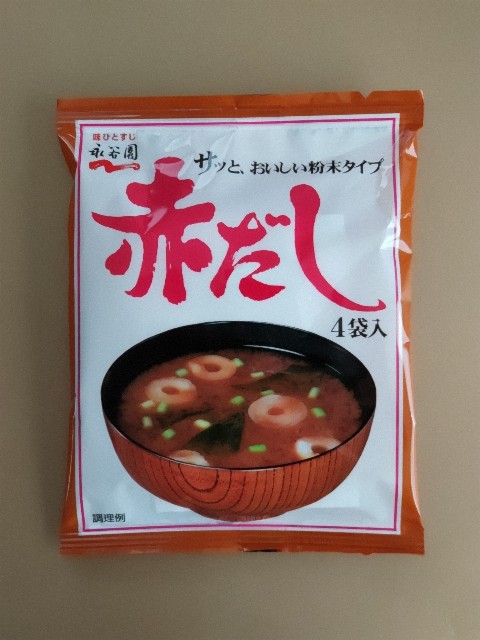 味ひとすじ
永谷園
サッと、おいしい粉末タイプ
赤だし
4袋入
調理例